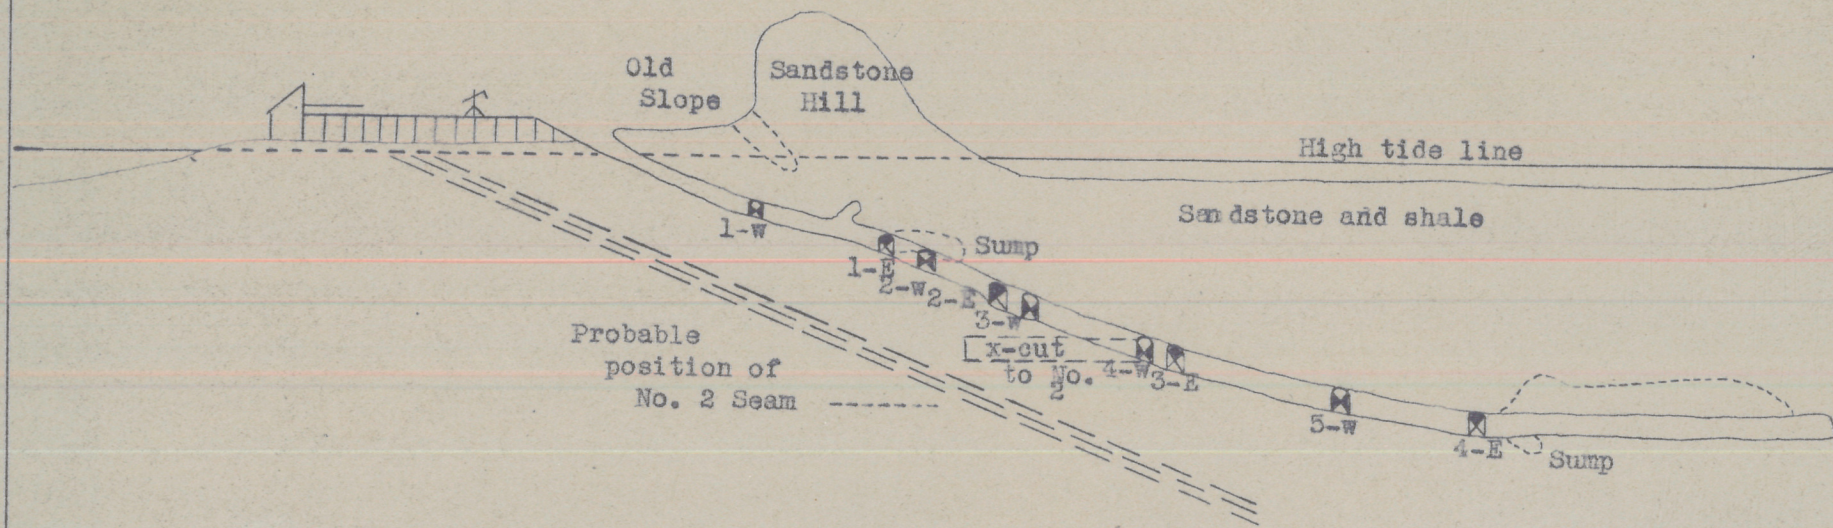 Old
Slope
Sandstone
Hill
High tide line
Sandstone and shale
1-W
Sump
1-E
2-W
2-E
3-W
Probable
position of
No. 2 Seam
x-cut
to No.
2
4-W
3-E
5-W
4-E
Sump